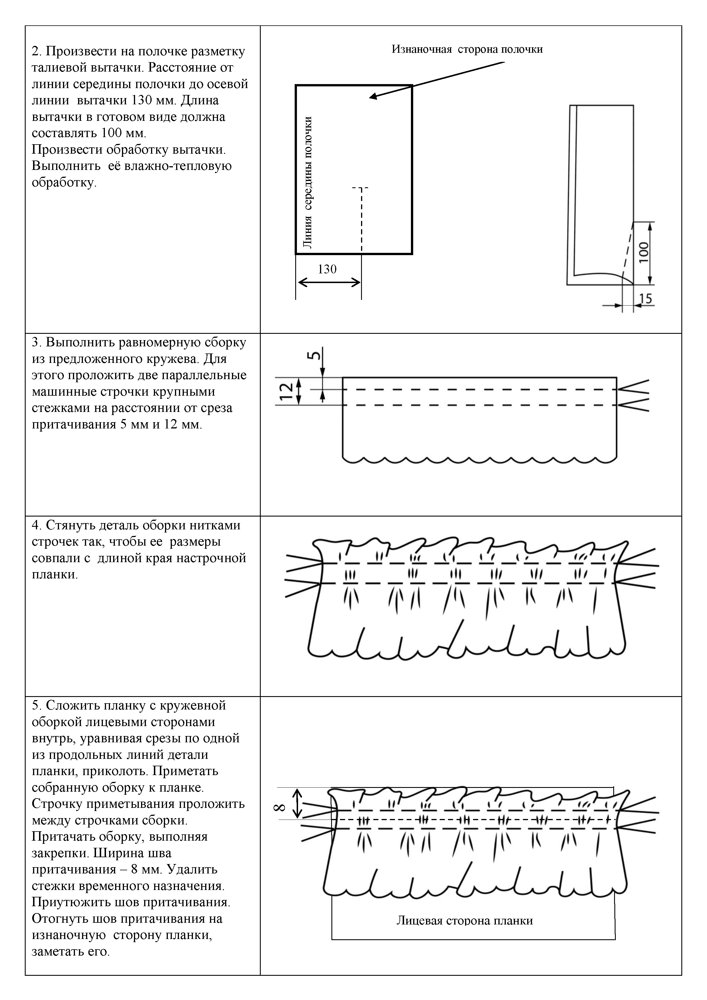 2. Произвести на полочке разметку
талиевой вытачки. Расстояние от
линии середины полочки до осевой
линии  вытачки 130 мм. Длина
вытачки в готовом виде должна
составлять 100 мм.
Произвести обработку вытачки.
Выполнить  её влажно-тепловую
обработку.
Изнаночная  сторона полочки
Линия  середины полочки
130
100
15
3. Выполнить равномерную сборку
из предложенного кружева. Для
этого проложить две параллельные
машинные строчки крупными
стежками на расстоянии от среза
притачивания 5 мм и 12 мм.
5
12
4. Стянуть деталь оборки нитками
строчек так, чтобы ее  размеры
совпали с  длиной края настрочной
планки.
5. Сложить планку с кружевной
оборкой лицевыми сторонами
внутрь, уравнивая срезы по одной
из продольных линий детали
планки, приколоть. Приметать
собранную оборку к планке.
Строчку приметывания проложить
между строчками сборки.
Притачать оборку, выполняя
закрепки. Ширина шва
притачивания – 8 мм. Удалить
стежки временного назначения.
Приутюжить шов притачивания.
Отогнуть шов притачивания на
изнаночную  сторону планки,
заметать его.
8
Лицевая сторона планки